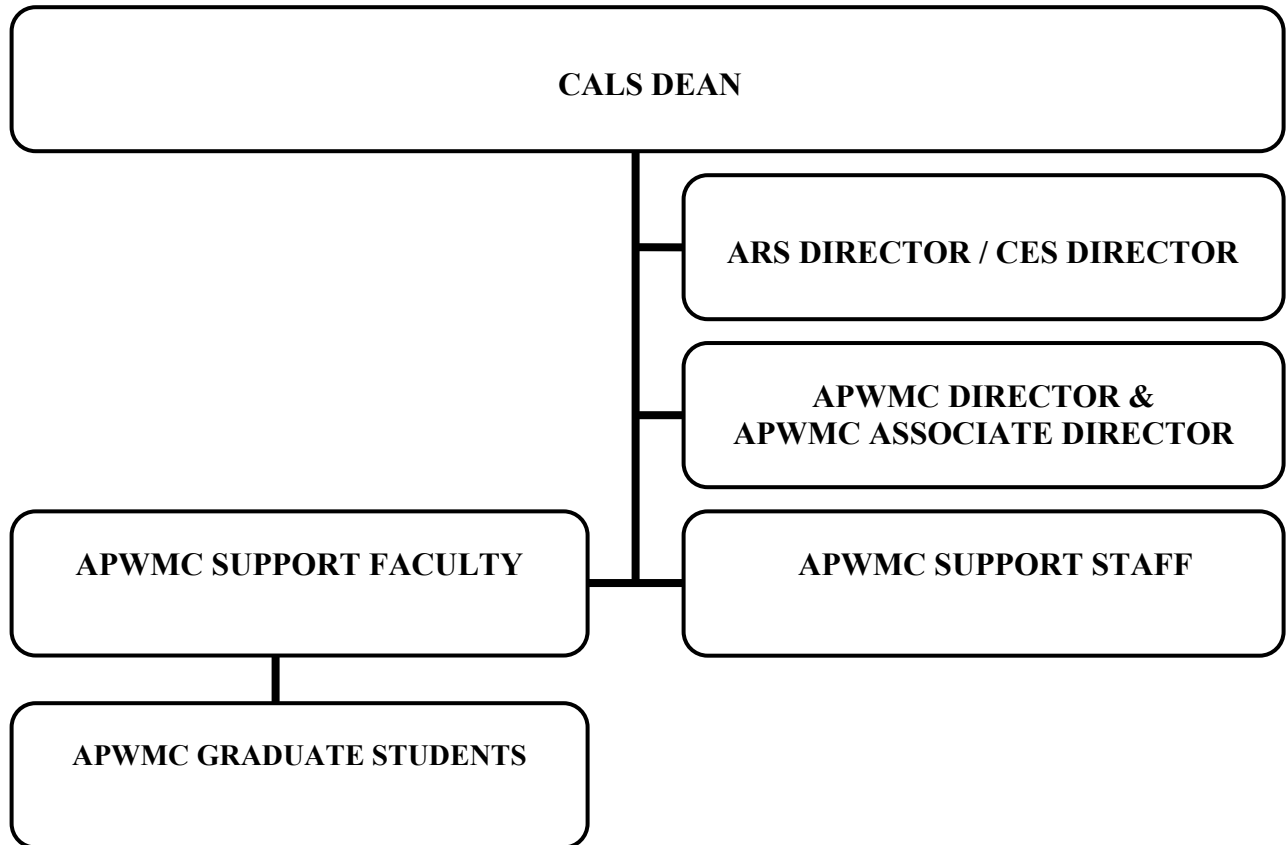 CALS DEAN
ARS DIRECTOR / CES DIRECTOR
APWMC DIRECTOR &
APWMC ASSOCIATE DIRECTOR
APWMC SUPPORT FACULTY
APWMC SUPPORT STAFF
APWMC GRADUATE STUDENTS